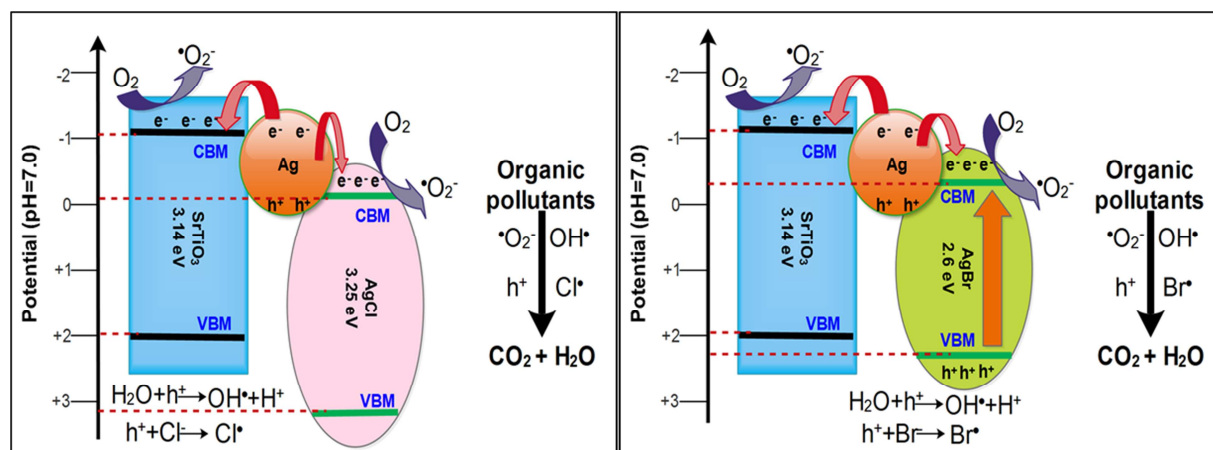 Potential (pH=7.0)
-2
-1
0
+1
+2
+3
O₂
•O₂⁻
e⁻ e⁻ e⁻
CBM
SrTiO₃
3.14 eV
VBM
e⁻ e⁻
Ag
h⁺ h⁺
O₂
•O₂⁻
e⁻ e⁻ e⁻
CBM
AgCl
3.25 eV
VBM
H₂O+h⁺→OH•+H⁺
h⁺+Cl⁻→ Cl•
Organic
pollutants
•O₂⁻ OH•
h⁺ Cl•
CO₂ + H₂O
Potential (pH=7.0)
-2
-1
0
+1
+2
+3
O₂
•O₂⁻
e⁻ e⁻ e⁻
CBM
SrTiO₃
3.14 eV
VBM
e⁻ e⁻
Ag
h⁺ h⁺
O₂
•O₂⁻
e⁻ e⁻ e⁻
CBM
AgBr
2.6 eV
VBM
h⁺ h⁺ h⁺
H₂O+h⁺→OH•+H⁺
h⁺+Br⁻→ Br•
Organic
pollutants
•O₂⁻ OH•
h⁺ Br•
CO₂ + H₂O